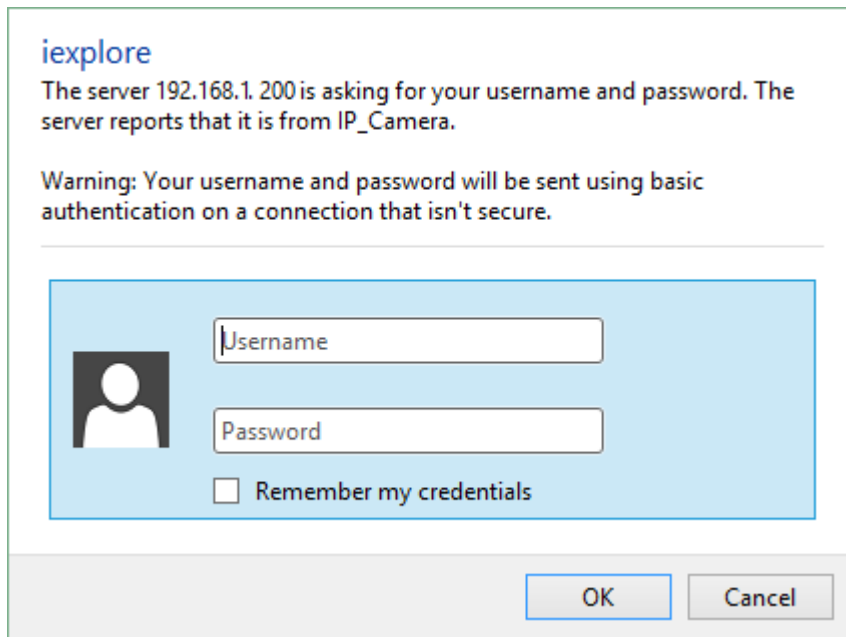 iexplore
The server 192.168.1. 200 is asking for your username and password. The
server reports that it is from IP_Camera.
Warning: Your username and password will be sent using basic
authentication on a connection that isn't secure.
Username
Password
Remember my credentials
OK Cancel